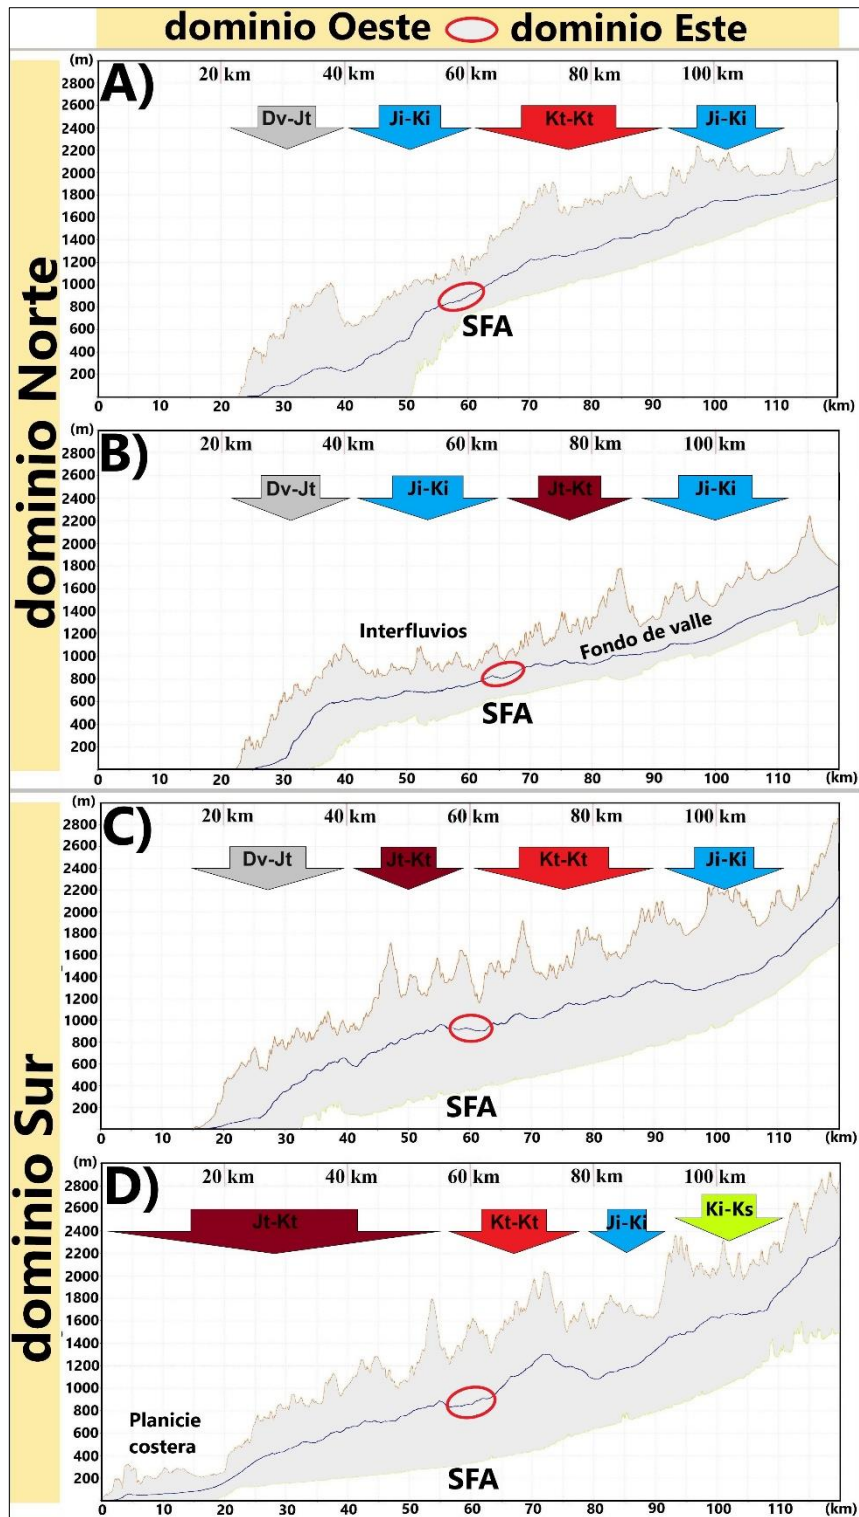 dominio Oeste dominio Este
dominio Norte
A)
(m)
20 km 40 km 60 km 80 km 100 km
2800
2600
2400
2200
2000
1800
1600
1400
1200
1000
800
600
400
200
Dv-Jt Ji-Ki Kt-Kt Ji-Ki
SFA
0 10 20 30 40 50 60 70 80 90 100 110 (km)
B)
(m)
20 km 40 km 60 km 80 km 100 km
2800
2600
2400
2200
2000
1800
1600
1400
1200
1000
800
600
400
200
Dv-Jt Ji-Ki Jt-Kt Ji-Ki
Interfluvios
Fondo de valle
SFA
0 10 20 30 40 50 60 70 80 90 100 110 (km)
dominio Sur
C)
(m)
20 km 40 km 60 km 80 km 100 km
2800
2600
2400
2200
2000
1800
1600
1400
1200
1000
800
600
400
200
Dv-Jt Jt-Kt Kt-Kt Ji-Ki
SFA
0 10 20 30 40 50 60 70 80 90 100 (km)
D)
(m)
20 km 40 km 60 km 80 km 100 km
2800
2600
2400
2200
2000
1800
1600
1400
1200
1000
800
600
400
200
Jt-Kt Kt-Kt Ji-Ki Ki-Ks
Planicie
costera
SFA
0 10 20 30 40 50 60 70 80 90 100 110 (km)